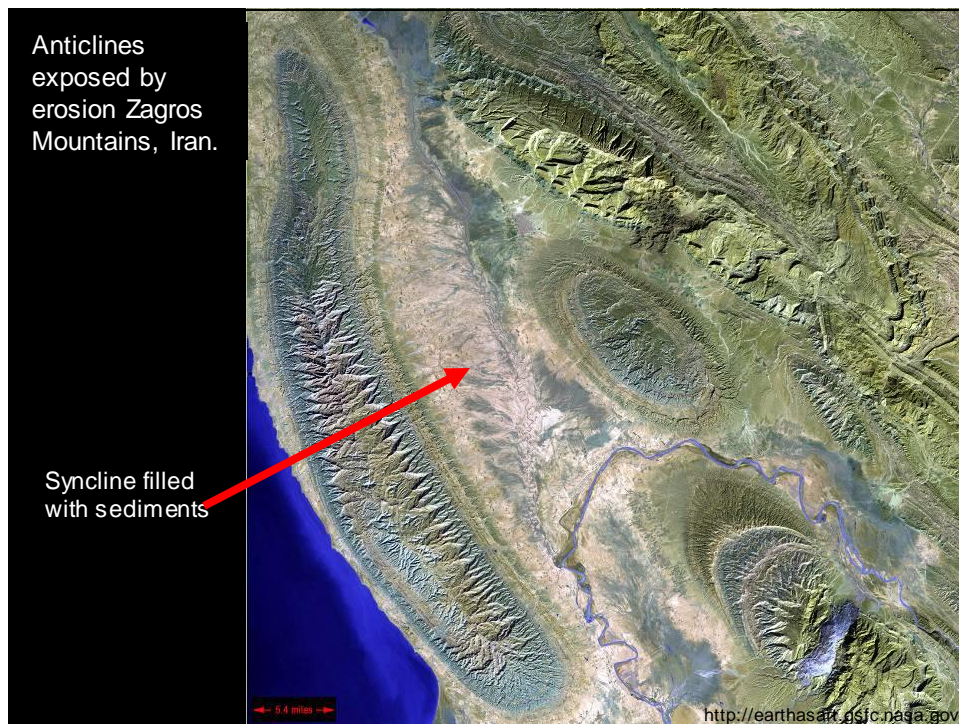 Anticlines
exposed by
erosion Zagros
Mountains, Iran.
Syncline filled
with sediments
5.4 miles
http://earthasart.gsfc.nasa.gov